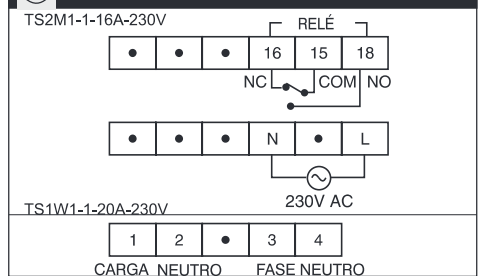 TS2M1-1-16A-230V
RELÉ
16 15 18
NC COM NO
N L
230V AC
TS1W1-1-20A-230V
1 2 3 4
CARGA NEUTRO FASE NEUTRO